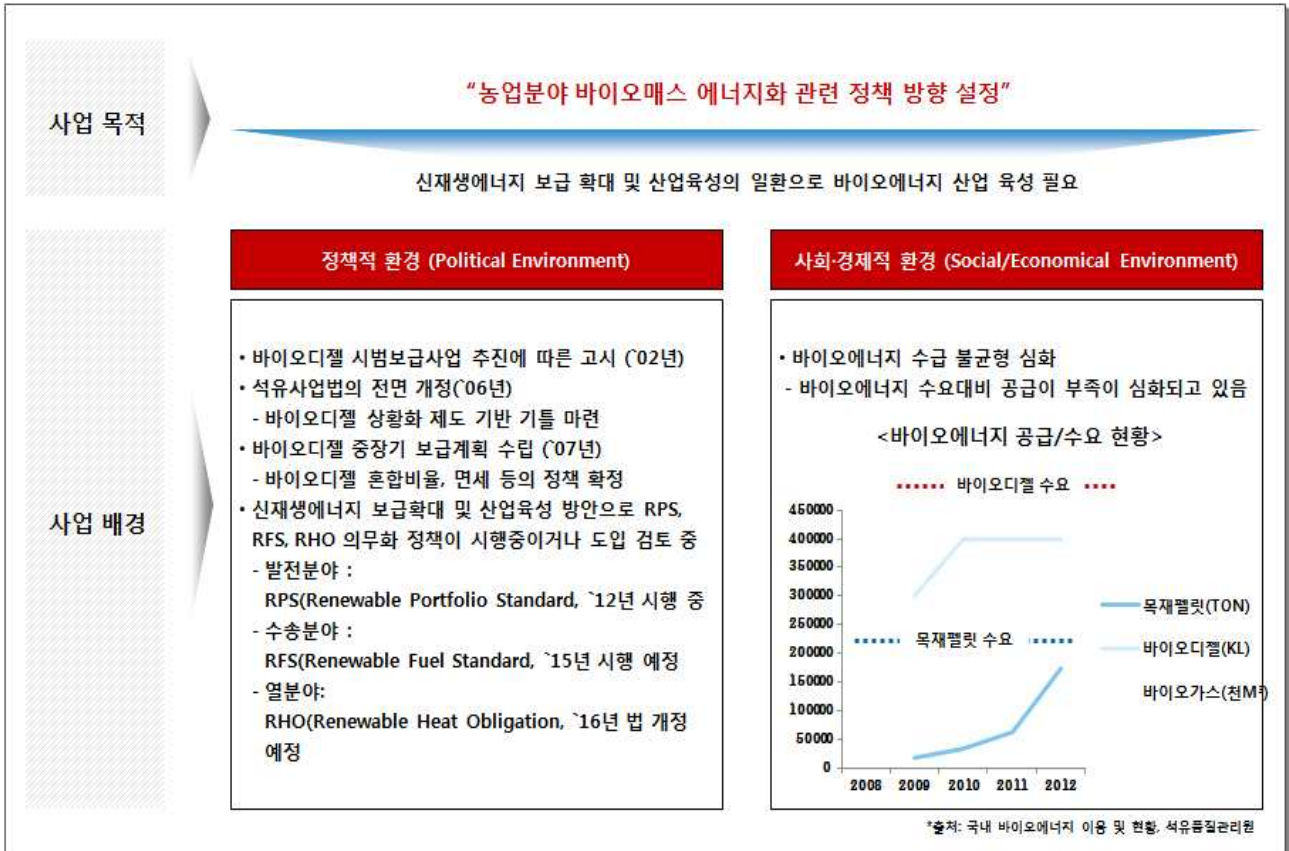 사업 목적
“농업분야 바이오매스 에너지화 관련 정책 방향 설정”
신재생에너지 보급 확대 및 산업육성의 일환으로 바이오에너지 산업 육성 필요
사업 배경
정책적 환경 (Political Environment)
• 바이오디젤 시범보급사업 추진에 따른 고시 (`02년)
• 석유사업법의 전면 개정(`06년)
- 바이오디젤 상황화 제도 기반 기틀 마련
• 바이오디젤 중장기 보급계획 수립 (`07년)
- 바이오디젤 혼합비율, 면세 등의 정책 확정
• 신재생에너지 보급확대 및 산업육성 방안으로 RPS,
RFS, RHO 의무화 정책이 시행중이거나 도입 검토 중
- 발전분야 :
RPS(Renewable Portfolio Standard, `12년 시행 중
- 수송분야 :
RFS(Renewable Fuel Standard, `15년 시행 예정
- 열분야:
RHO(Renewable Heat Obligation, `16년 법 개정
예정
사회·경제적 환경 (Social/Economical Environment)
• 바이오에너지 수급 불균형 심화
- 바이오에너지 수요대비 공급이 부족이 심화되고 있음
<바이오에너지 공급/수요 현황>
바이오디젤 수요
450000
400000
350000
300000
250000
200000
150000
100000
50000
0
목재펠릿 수요
2008 2009 2010 2011 2012
목재펠릿(TON)
바이오디젤(KL)
바이오가스(천M³)
*출처: 국내 바이오에너지 이용 및 현황, 석유품질관리원